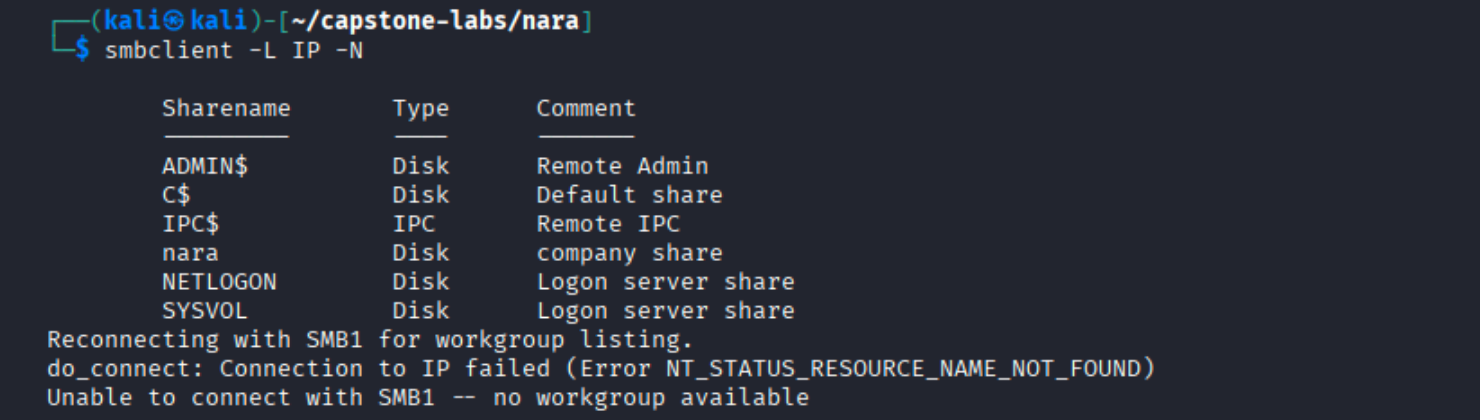 ┌──(kali㉿kali)-[~/capstone-labs/nara]
└─$ smbclient -L IP -N
Sharename Type Comment
--------- ---- -------
ADMIN$ Disk Remote Admin
C$ Disk Default share
IPC$ IPC Remote IPC
nara Disk company share
NETLOGON Disk Logon server share
SYSVOL Disk Logon server share
Reconnecting with SMB1 for workgroup listing.
do_connect: Connection to IP failed (Error NT_STATUS_RESOURCE_NAME_NOT_FOUND)
Unable to connect with SMB1 -- no workgroup available